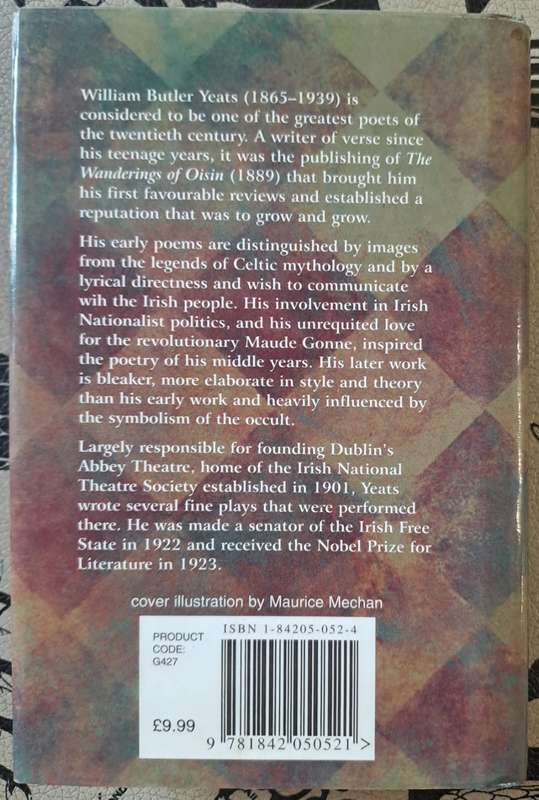 William Butler Yeats (1865–1939) is
considered to be one of the greatest poets of
the twentieth century. A writer of verse since
his teenage years, it was the publishing of The
Wanderings of Oisin (1889) that brought him
his first favourable reviews and established a
reputation that was to grow and grow.
His early poems are distinguished by images
from the legends of Celtic mythology and by a
lyrical directness and wish to communicate
wih the Irish people. His involvement in Irish
Nationalist politics, and his unrequited love
for the revolutionary Maude Gonne, inspired
the poetry of his middle years. His later work
is bleaker, more elaborate in style and theory
than his early work and heavily influenced by
the symbolism of the occult.
Largely responsible for founding Dublin's
Abbey Theatre, home of the Irish National
Theatre Society established in 1901, Yeats
wrote several fine plays that were performed
there. He was made a senator of the Irish Free
State in 1922 and received the Nobel Prize for
Literature in 1923.
cover illustration by Maurice Mechan
PRODUCT
CODE:
G427
£9.99
ISBN 1-84205-052-4
9 781842 050521 >